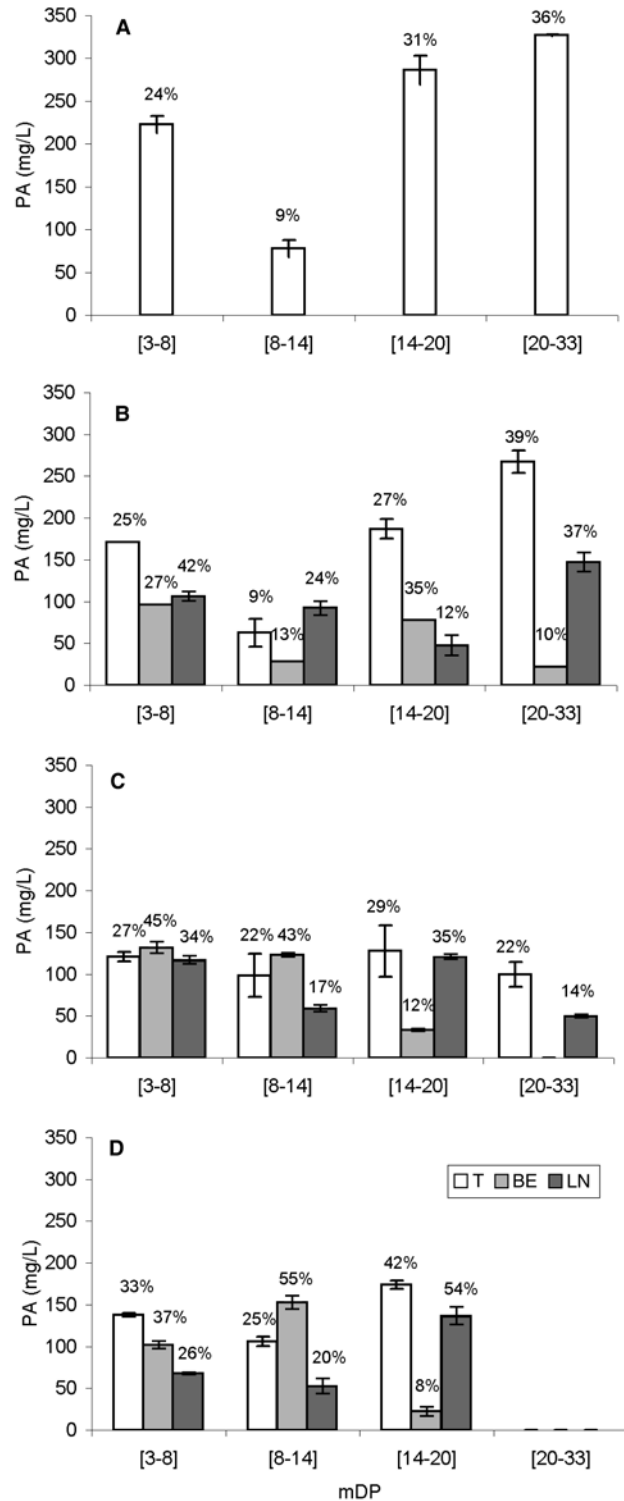 A
350
300
250
200
150
100
50
0
PA (mg/L)
24%
9%
31%
36%
[3-8] [8-14] [14-20] [20-33]
B
350
300
250
200
150
100
50
0
PA (mg/L)
25% 27% 42%
9% 13% 24%
27% 35% 12%
39% 10% 37%
[3-8] [8-14] [14-20] [20-33]
C
350
300
250
200
150
100
50
0
PA (mg/L)
27% 45% 34%
22% 43% 17%
29% 12% 35%
22% 14%
[3-8] [8-14] [14-20] [20-33]
D
350
300
250
200
150
100
50
0
PA (mg/L)
T BE LN
33% 37% 26%
25% 55% 20%
42% 8% 54%
[3-8] [8-14] [14-20] [20-33]
mDP